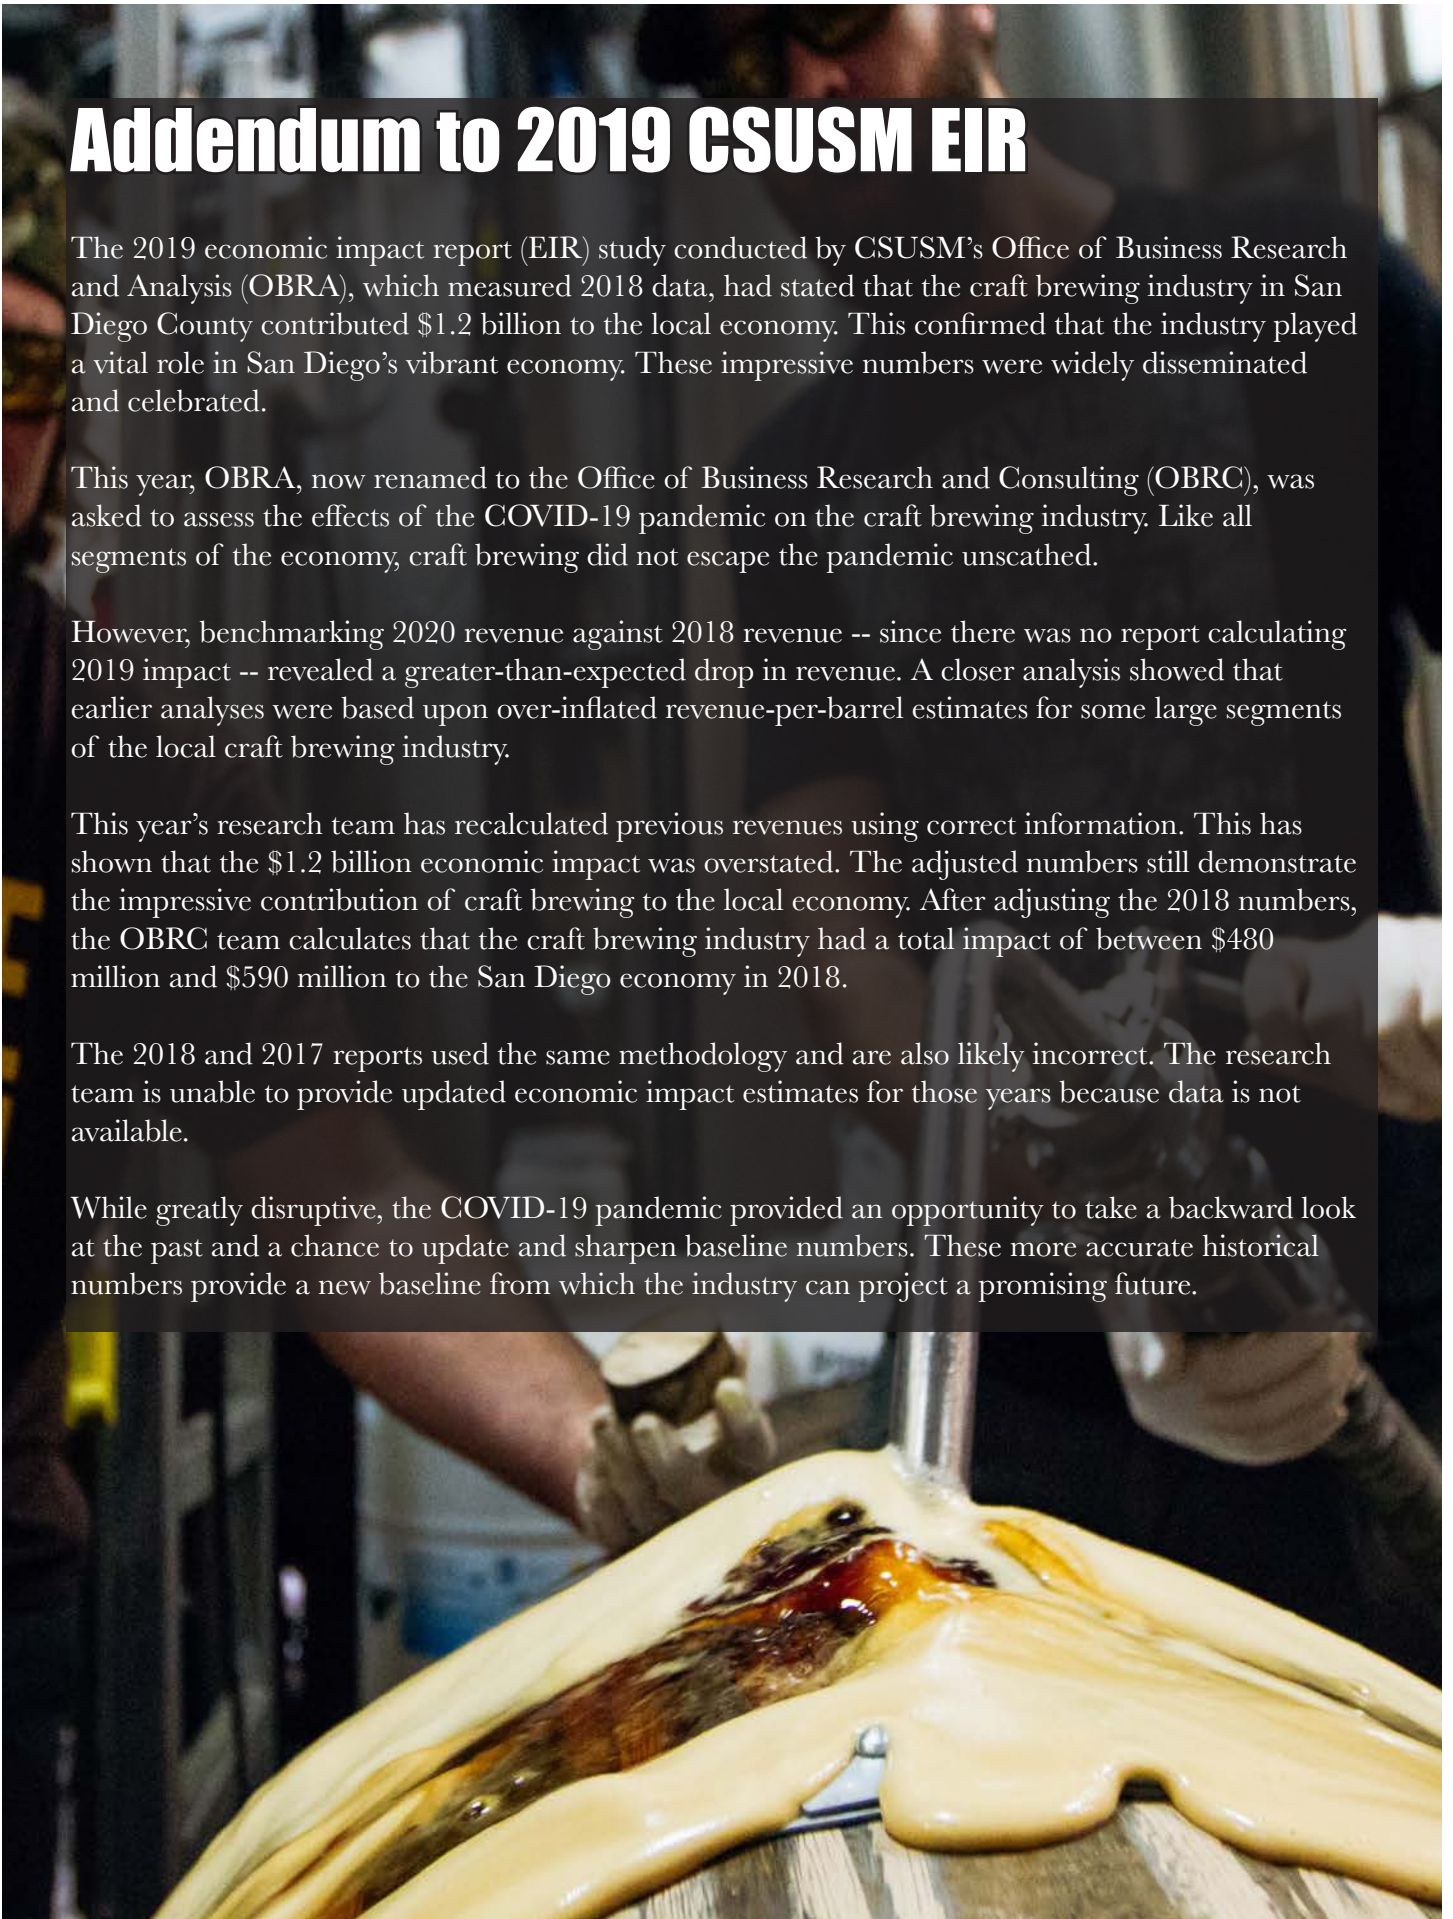 Addendum to 2019 CSUSM EIR
The 2019 economic impact report (EIR) study conducted by CSUSM’s Office of Business Research
and Analysis (OBRA), which measured 2018 data, had stated that the craft brewing industry in San
Diego County contributed $1.2 billion to the local economy. This confirmed that the industry played
a vital role in San Diego’s vibrant economy. These impressive numbers were widely disseminated
and celebrated.
This year, OBRA, now renamed to the Office of Business Research and Consulting (OBRC), was
asked to assess the effects of the COVID-19 pandemic on the craft brewing industry. Like all
segments of the economy, craft brewing did not escape the pandemic unscathed.
However, benchmarking 2020 revenue against 2018 revenue -- since there was no report calculating
2019 impact -- revealed a greater-than-expected drop in revenue. A closer analysis showed that
earlier analyses were based upon over-inflated revenue-per-barrel estimates for some large segments
of the local craft brewing industry.
This year’s research team has recalculated previous revenues using correct information. This has
shown that the $1.2 billion economic impact was overstated. The adjusted numbers still demonstrate
the impressive contribution of craft brewing to the local economy. After adjusting the 2018 numbers,
the OBRC team calculates that the craft brewing industry had a total impact of between $480
million and $590 million to the San Diego economy in 2018.
The 2018 and 2017 reports used the same methodology and are also likely incorrect. The research
team is unable to provide updated economic impact estimates for those years because data is not
available.
While greatly disruptive, the COVID-19 pandemic provided an opportunity to take a backward look
at the past and a chance to update and sharpen baseline numbers. These more accurate historical
numbers provide a new baseline from which the industry can project a promising future.